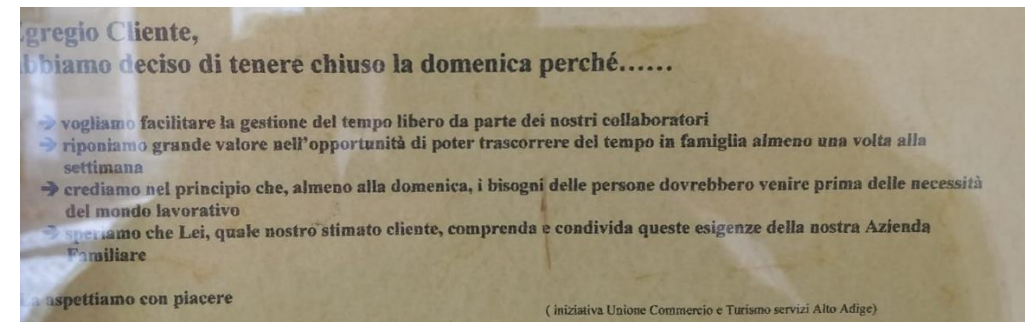 Egregio Cliente,
abbiamo deciso di tenere chiuso la domenica perché......
vogliamo facilitare la gestione del tempo libero da parte dei nostri collaboratori
riponiamo grande valore nell'opportunità di poter trascorrere del tempo in famiglia almeno una volta alla
settimana
crediamo nel principio che, almeno alla domenica, i bisogni delle persone dovrebbero venire prima delle necessità
del mondo lavorativo
speriamo che Lei, quale nostro stimato cliente, comprenda e condivida queste esigenze della nostra Azienda
Familiare
La aspettiamo con piacere
( iniziativa Unione Commercio e Turismo servizi Alto Adige)